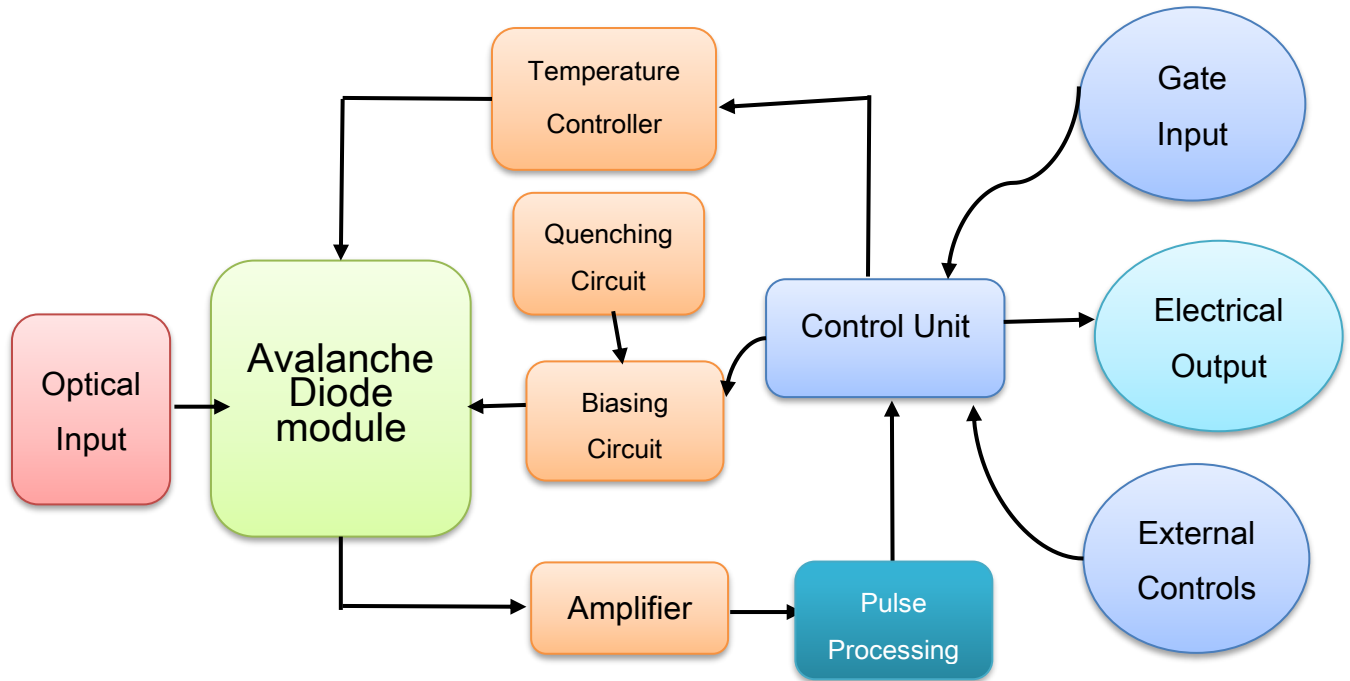 Temperature
Controller
Gate
Input
Quenching
Circuit
Optical
Input
Avalanche
Diode
module
Biasing
Circuit
Control Unit
Electrical
Output
External
Controls
Amplifier
Pulse
Processing